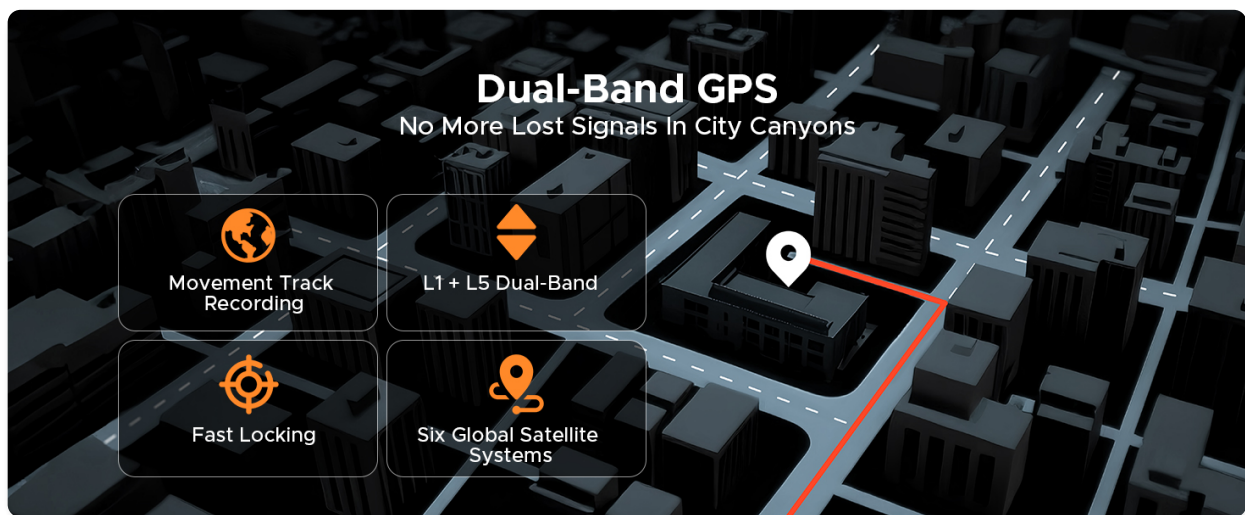 Dual-Band GPS
No More Lost Signals In City Canyons
Movement Track
Recording
L1 + L5 Dual-Band
Fast Locking
Six Global Satellite
Systems